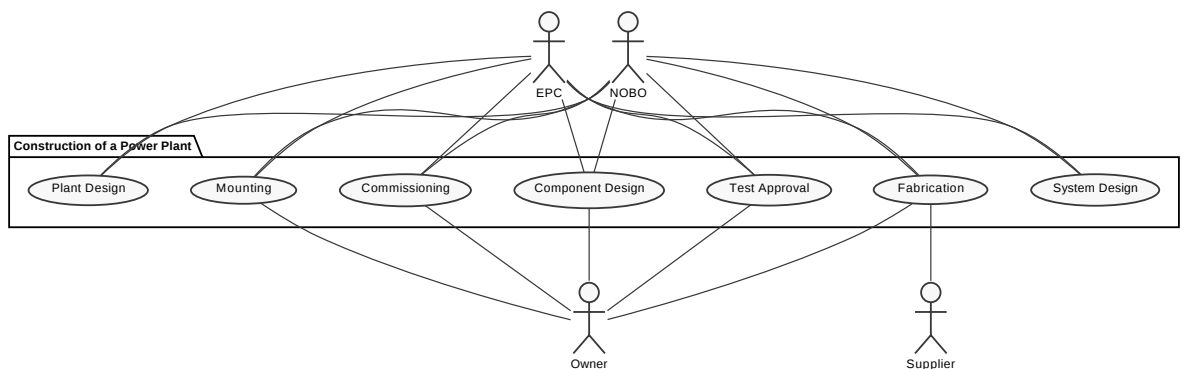 EPC
NOBO
Construction of a Power Plant
Plant Design
Mounting
Commissioning
Component Design
Test Approval
Fabrication
System Design
Owner
Supplier